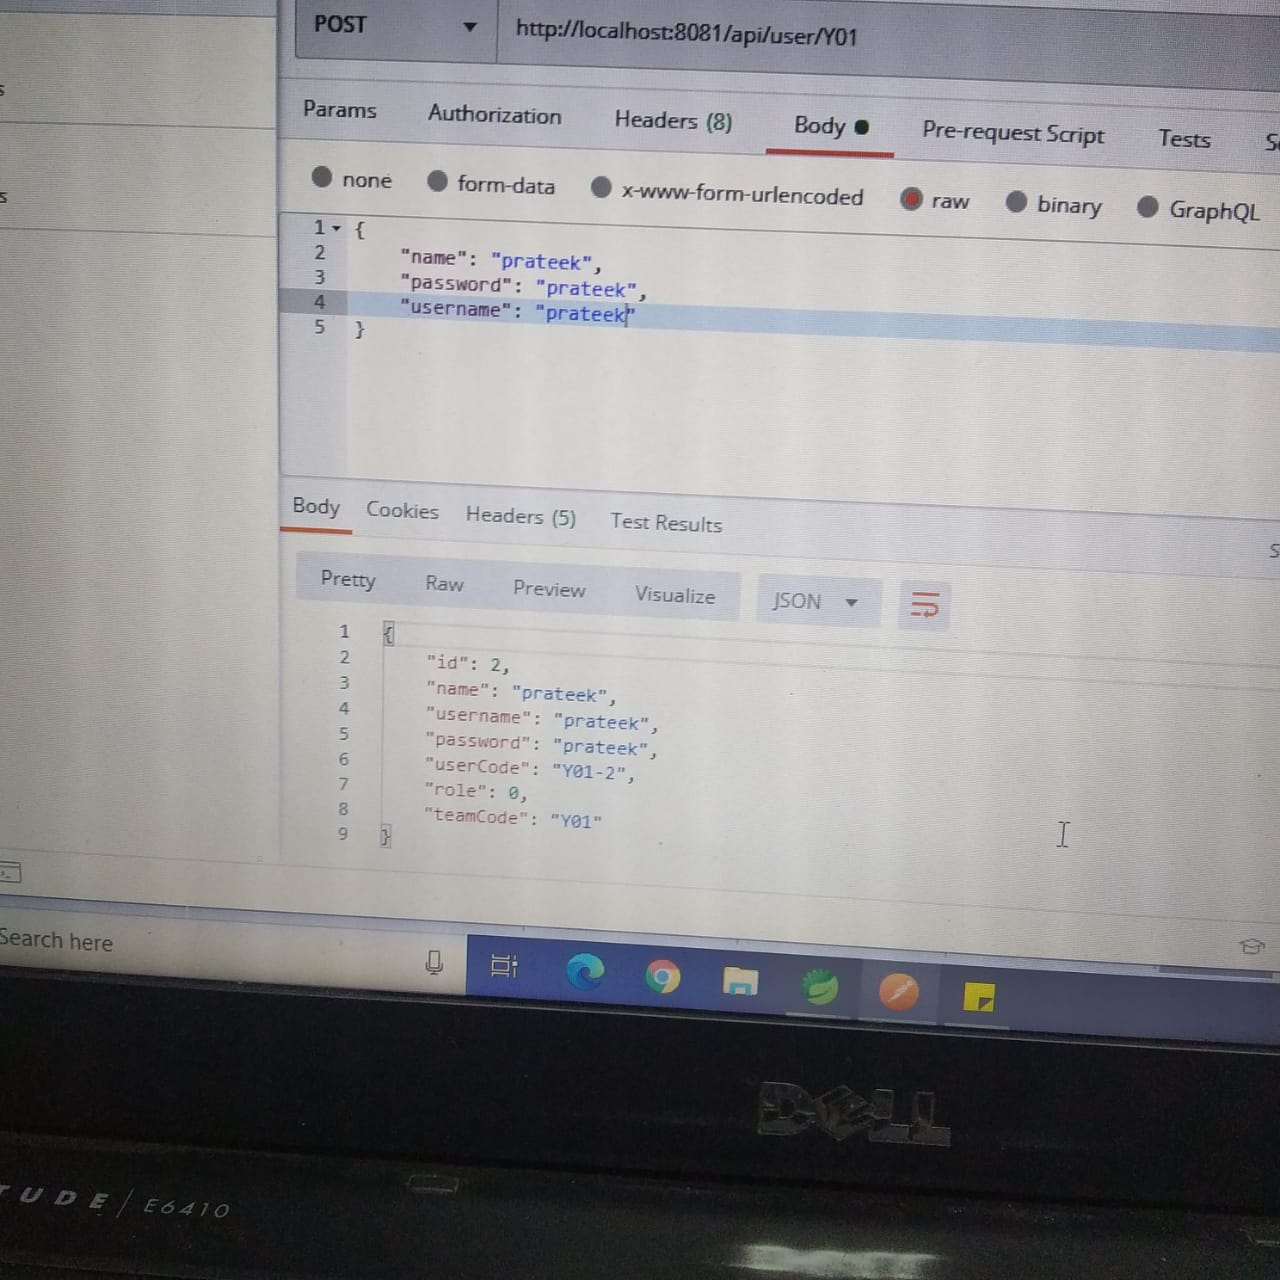 POST
http://localhost:8081/api/user/Y01
Params Authorization Headers (8) Body Pre-request Script Tests
none form-data x-www-form-urlencoded raw binary GraphQL
1 {
2 "name": "prateek",
3 "password": "prateek",
4 "username": "prateek"
5 }
Body Cookies Headers (5) Test Results
Pretty Raw Preview Visualize JSON
1 {
2 "id": 2,
3 "name": "prateek",
4 "username": "prateek",
5 "password": "prateek",
6 "userCode": "Y01-2",
7 "role": 0,
8 "teamCode": "Y01"
9 }
Search here
DELL
TUDE / E6410